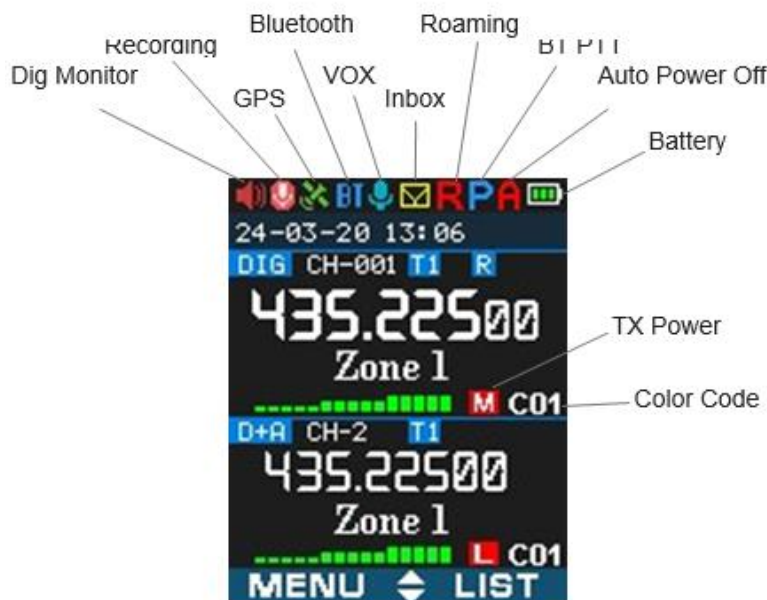 Bluetooth
Roaming
Recording
BT PTT
Dig Monitor
VOX
Auto Power Off
GPS
Inbox
Battery
BT R P A
24-03-20 13:06
DIG CH-001 T1 R
435.22500
Zone 1
TX Power
M C01
Color Code
D+A CH-2 T1
435.22500
Zone 1
L C01
MENU LIST